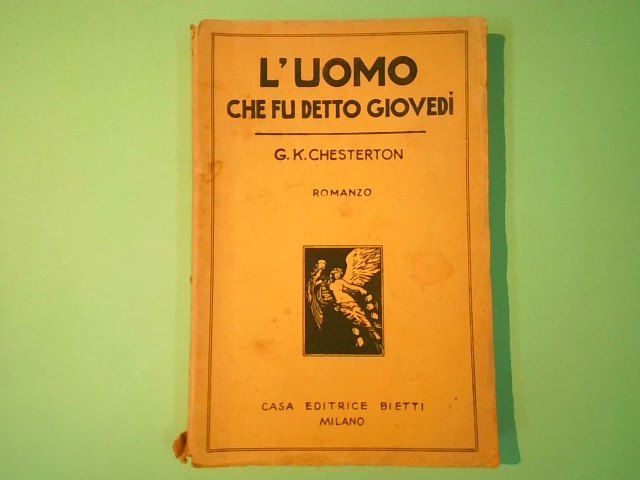 L'UOMO
CHE FU DETTO GIOVEDÌ
G. K. CHESTERTON
ROMANZO
CASA EDITRICE BIETTI
MILANO